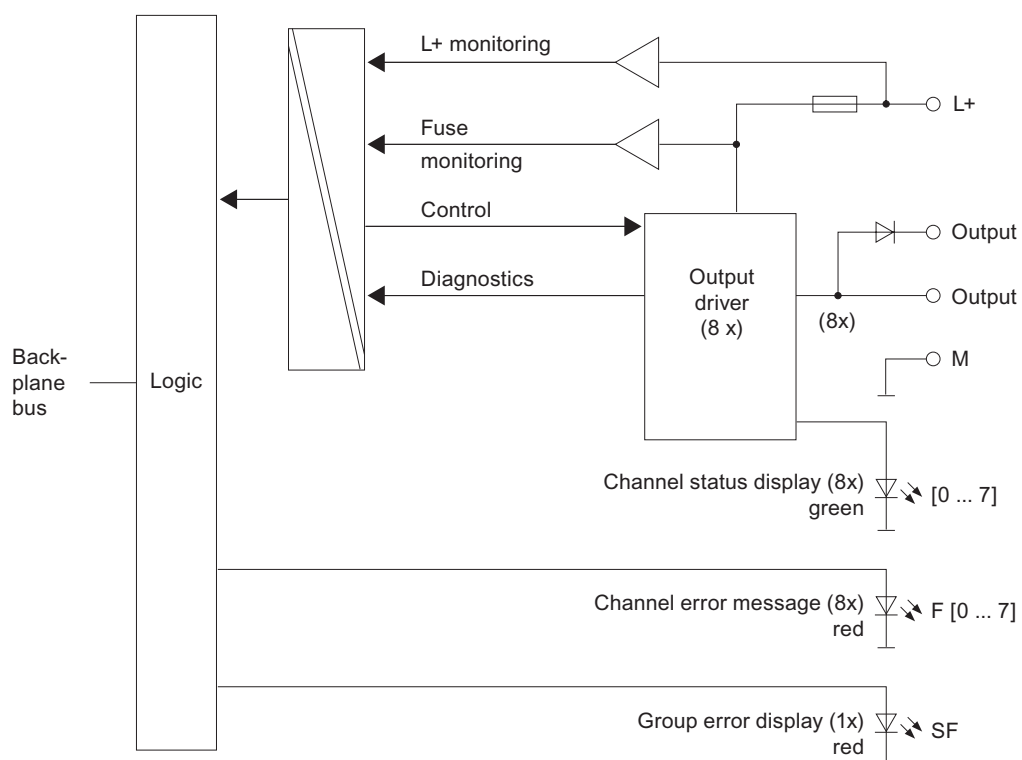 L+ monitoring
L+
Fuse
monitoring
Control
Output
Diagnostics
Output
driver
(8 x)
Output
(8x)
M
Back-
plane
bus
Logic
Channel status display (8x)
green
[0 ... 7]
Channel error message (8x)
red
F [0 ... 7]
Group error display (1x)
red
SF